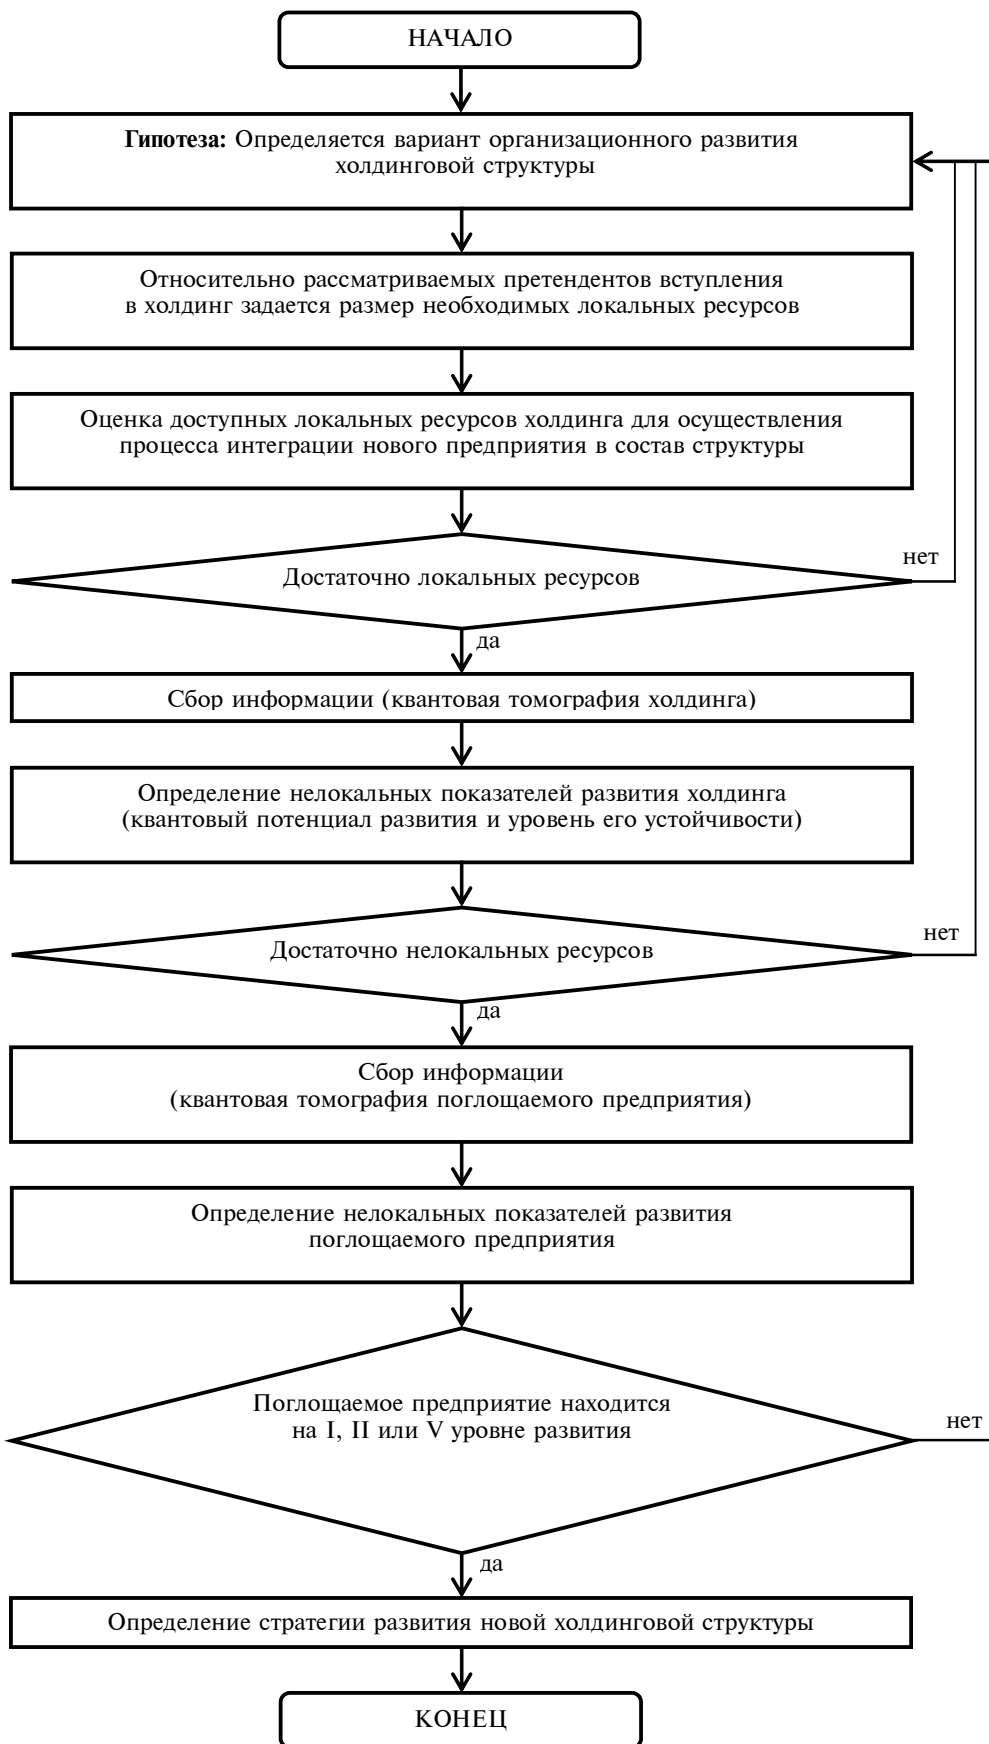 НАЧАЛО
Гипотеза: Определяется вариант организационного развития
холдинговой структуры
Относительно рассматриваемых претендентов вступления
в холдинг задается размер необходимых локальных ресурсов
Оценка доступных локальных ресурсов холдинга для осуществления
процесса интеграции нового предприятия в состав структуры
нет
Достаточно локальных ресурсов
да
Сбор информации (квантовая томография холдинга)
Определение нелокальных показателей развития холдинга
(квантовый потенциал развития и уровень его устойчивости)
нет
Достаточно нелокальных ресурсов
да
Сбор информации
(квантовая томография поглощаемого предприятия)
Определение нелокальных показателей развития
поглощаемого предприятия
Поглощаемое предприятие находится
на I, II или V уровне развития
нет
да
Определение стратегии развития новой холдинговой структуры
КОНЕЦ